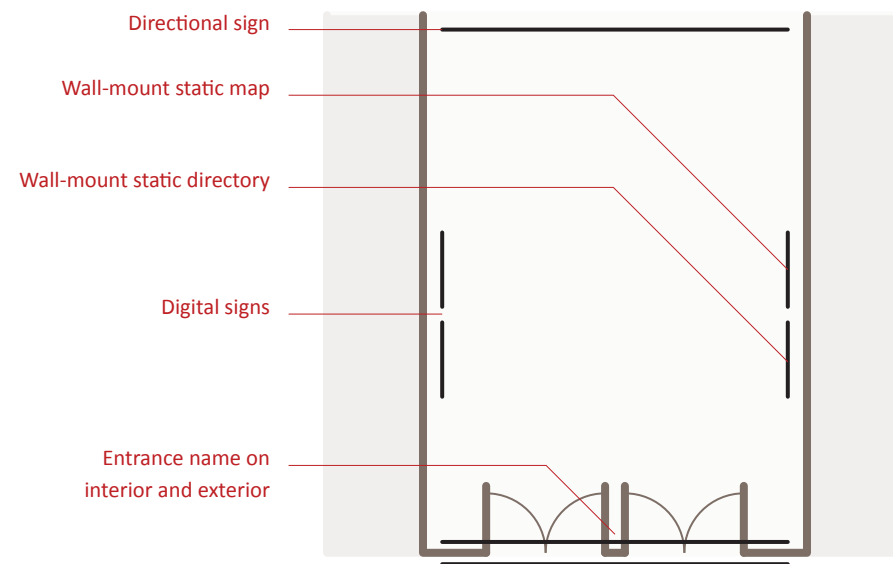 Directional sign
Wall-mount static map
Wall-mount static directory
Digital signs
Entrance name on
interior and exterior